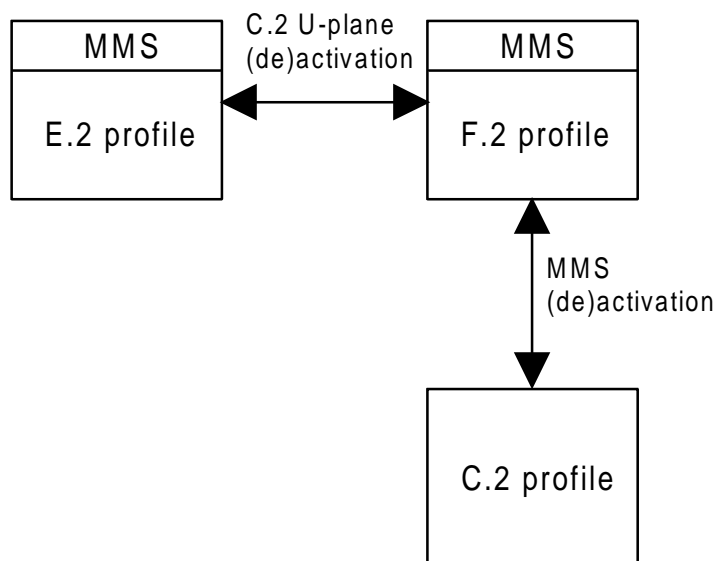 C.2 U-plane
(de)activation
MMS
MMS
E.2 profile
F.2 profile
MMS
(de)activation
C.2 profile